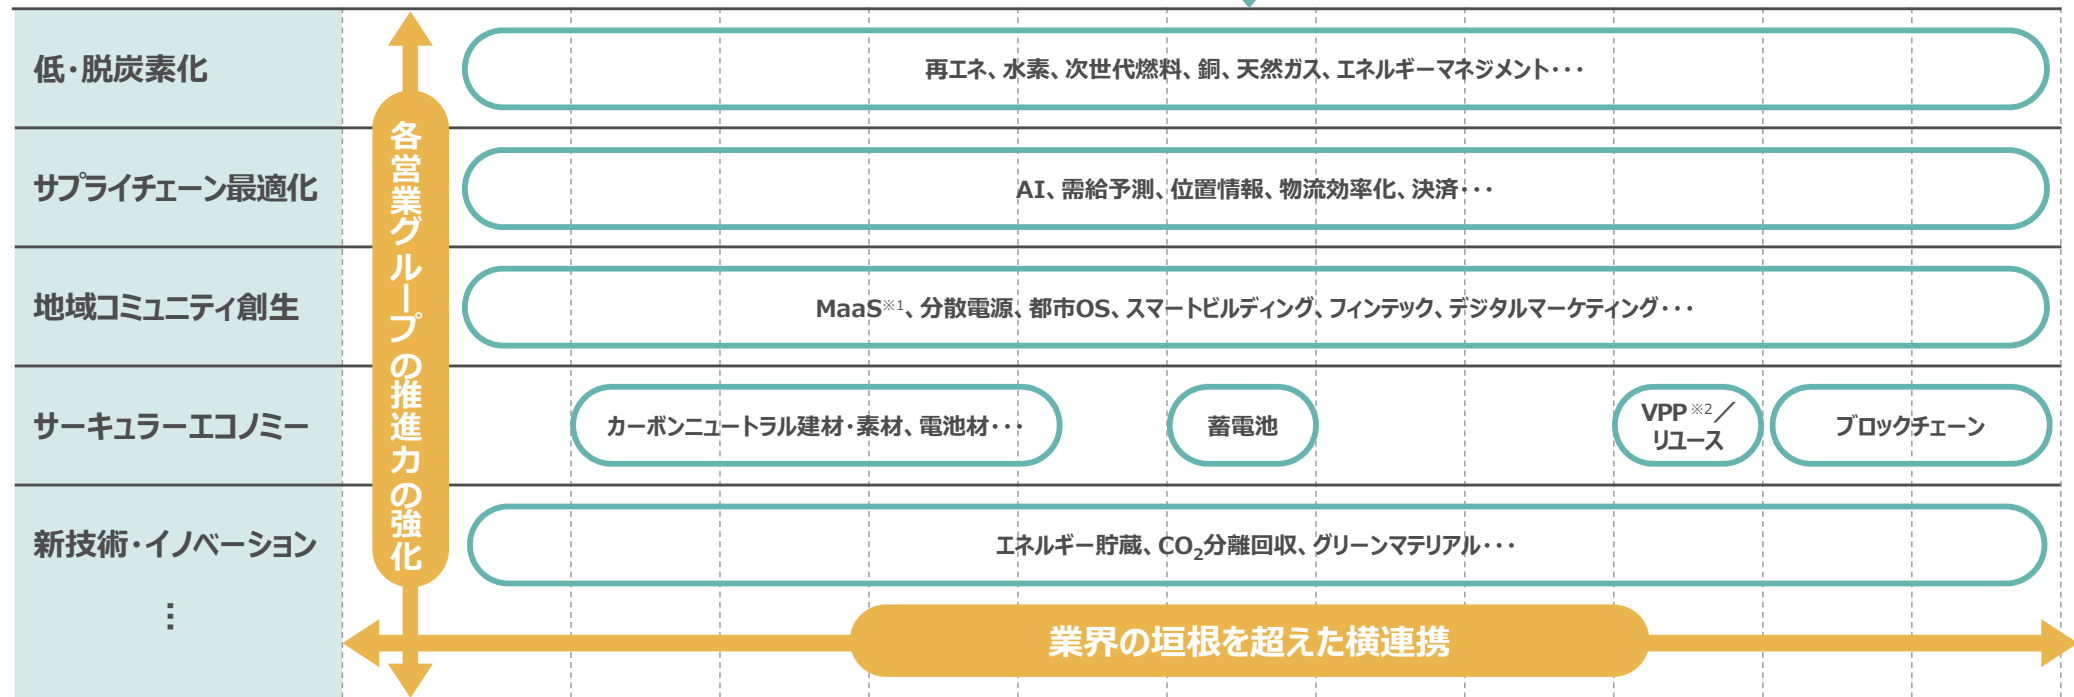 低・脱炭素化
再エネ、水素、次世代燃料、銅、天然ガス、エネルギーマネジメント・・・
サプライチェーン最適化
AI、需給予測、位置情報、物流効率化、決済・・・
地域コミュニティ創生
MaaS※1、分散電源、都市OS、スマートビルディング、フィンテック、デジタルマーケティング・・・
サーキュラーエコノミー
カーボンニュートラル建材・素材、電池材・・・
蓄電池
VPP※2／
リユース
ブロックチェーン
新技術・イノベーション
エネルギー貯蔵、CO₂分離回収、グリーンマテリアル・・・
⋮
各営業グループの推進力の強化
業界の垣根を超えた横連携